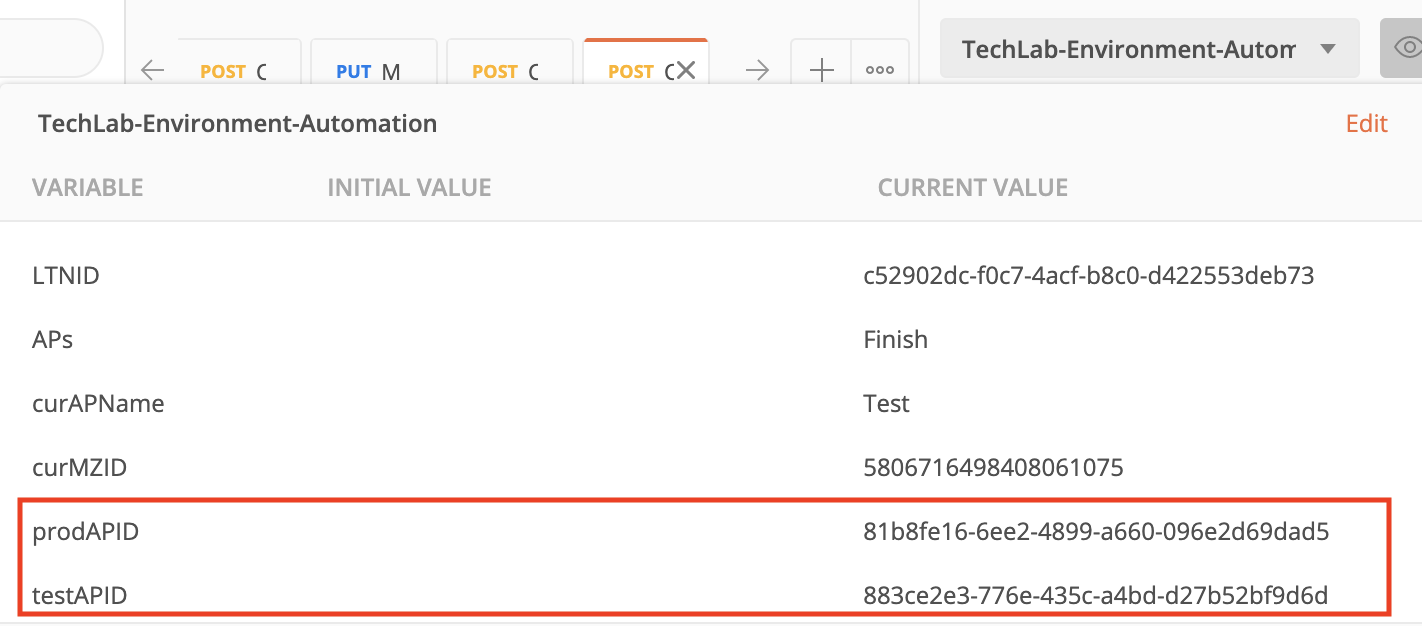 POST C PUT M POST C POST C TechLab-Environment-Autom
TechLab-Environment-Automation Edit
VARIABLE INITIAL VALUE CURRENT VALUE
LTNID c52902dc-f0c7-4acf-b8c0-d422553deb73
APs Finish
curAPName Test
curMZID 5806716498408061075
prodAPID 81b8fe16-6ee2-4899-a660-096e2d69dad5
testAPID 883ce2e3-776e-435c-a4bd-d27b52bf9d6d